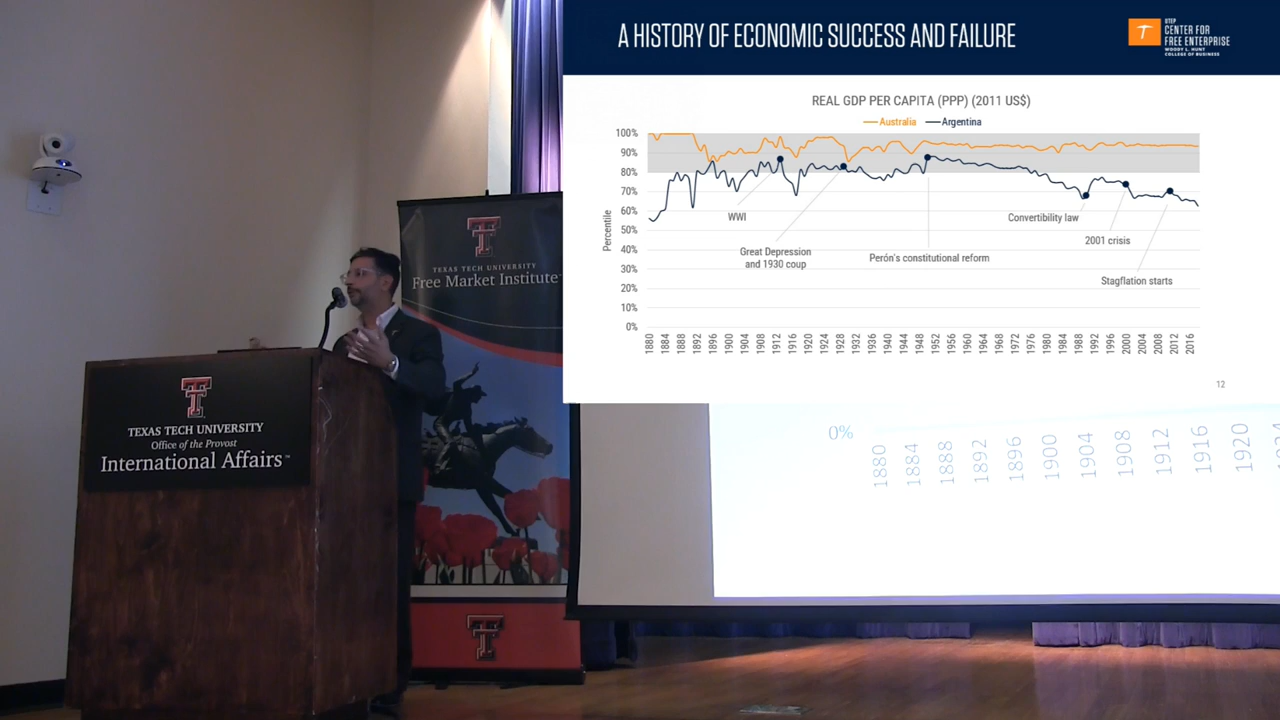 A HISTORY OF ECONOMIC SUCCESS AND FAILURE
UTEP
CENTER FOR
FREE ENTERPRISE
WOODY L. HUNT
COLLEGE OF BUSINESS
REAL GDP PER CAPITA (PPP) (2011 US$)
Australia Argentina
Percentile
100%
90%
80%
70%
60%
50%
40%
30%
20%
10%
0%
WWI
Great Depression
and 1930 coup
Perón's constitutional reform
Convertibility law
2001 crisis
Stagflation starts
1880 1884 1888 1892 1896 1900 1904 1908 1912 1916 1920 1924 1928 1932 1936 1940 1944 1948 1952 1956 1960 1964 1968 1972 1976 1980 1984 1988 1992 1996 2000 2004 2008 2012 2016
12
0%
1880 1884 1888 1892 1896 1900 1904 1908 1912 1916 1920
TEXAS TECH UNIVERSITY
Free Market Institute
TEXAS TECH UNIVERSITY
Office of the Provost
International Affairs™